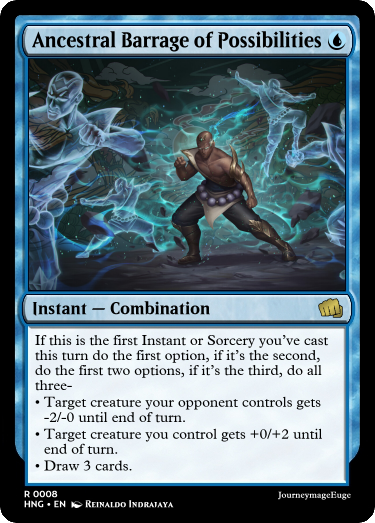 Ancestral Barrage of Possibilities
Instant — Combination
If this is the first Instant or Sorcery you’ve cast
this turn do the first option, if it’s the second,
do the first two options, if it’s the third, do all
three-
• Target creature your opponent controls gets
-2/-0 until end of turn.
• Target creature you control gets +0/+2 until
end of turn.
• Draw 3 cards.
R 0008
HNG • EN Reinaldo Indrajaya
JourneymageEuge